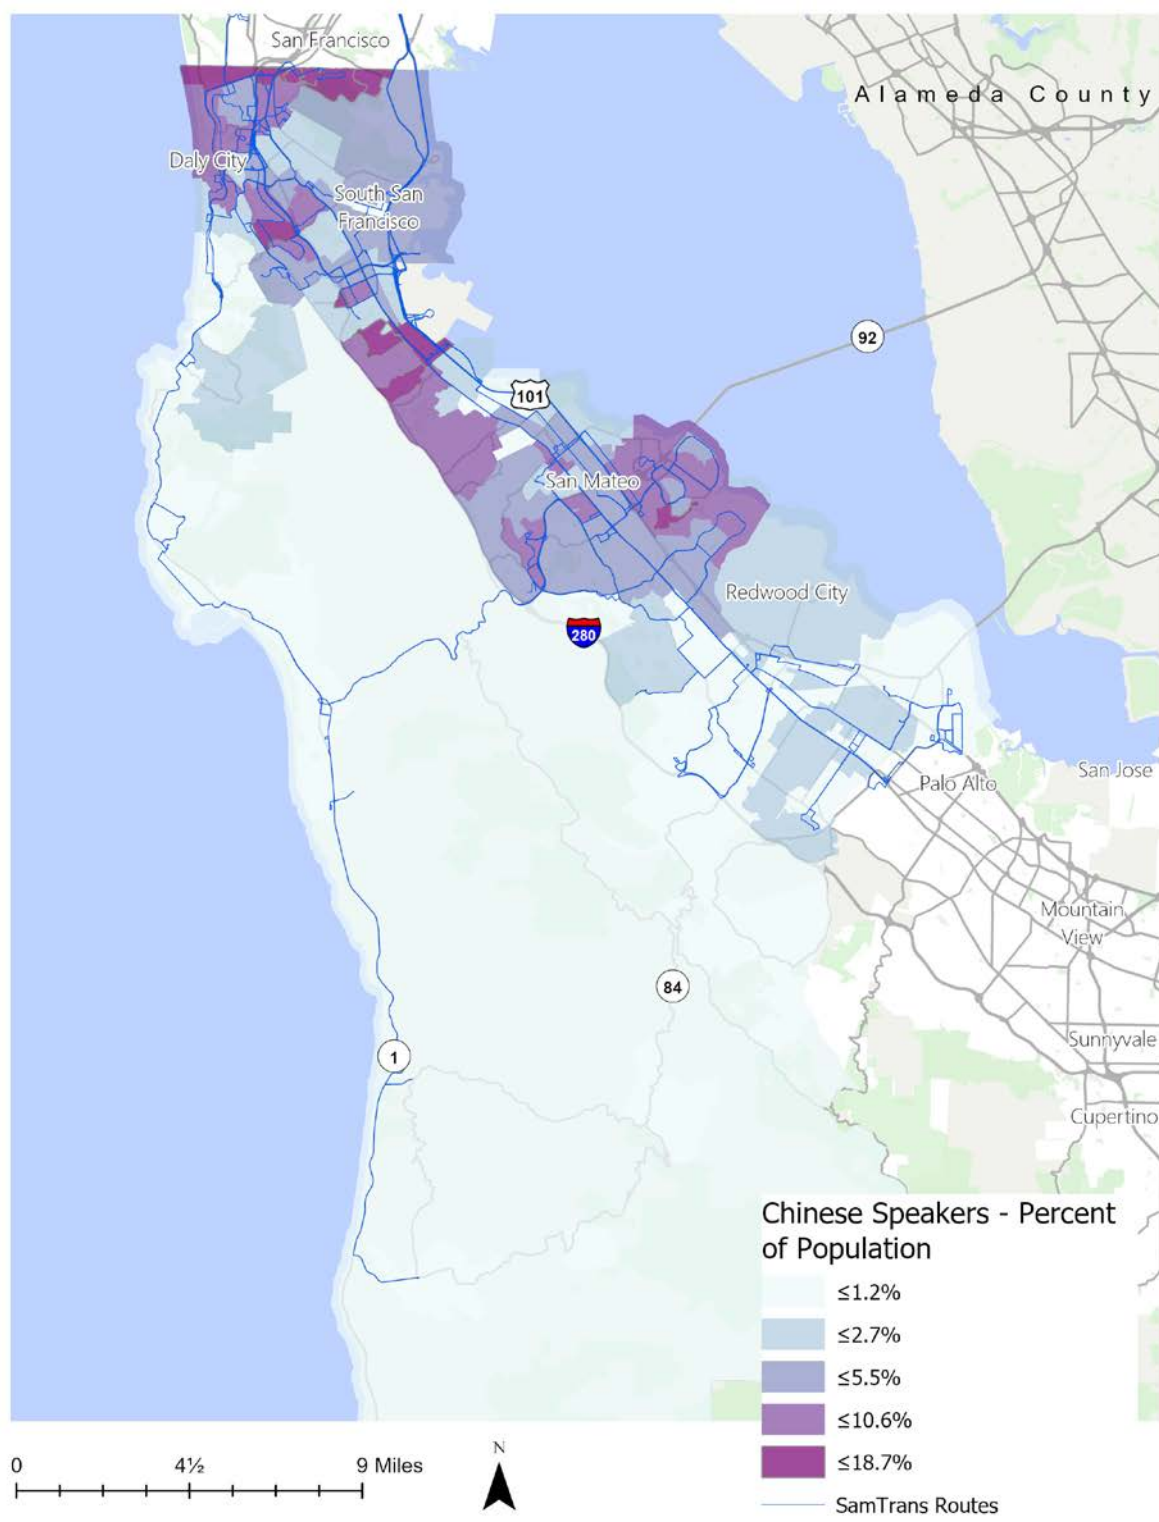 San Francisco
Alameda County
Daly City
South San
Francisco
92
101
San Mateo
Redwood City
280
San Jose
Palo Alto
Mountain
View
84
Sunnyvale
1
Cupertino
Chinese Speakers - Percent
of Population
≤1.2%
≤2.7%
≤5.5%
≤10.6%
≤18.7%
SamTrans Routes
0 4½ 9 Miles
N